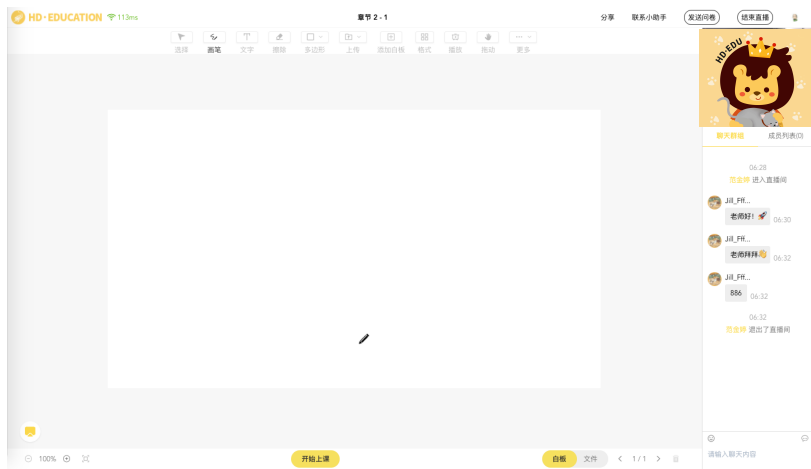 HD·EDUCATION 113ms
章节 2 - 1
分享 联系小助手 发送问卷 结束直播
选择 画笔 文字 擦除 多边形 上传 添加白板 格式 播放 拖动 更多
HD·EDU
聊天群组 成员列表(0)
06:28
范老师 进入直播间
Jill_Fff...
老师好! 06:30
Jill_Fff...
老师拜拜 06:32
Jill_Fff...
886 06:32
06:32
范老师 退出了直播间
100%
开始上课
白板 文件 1 / 1
请输入聊天内容